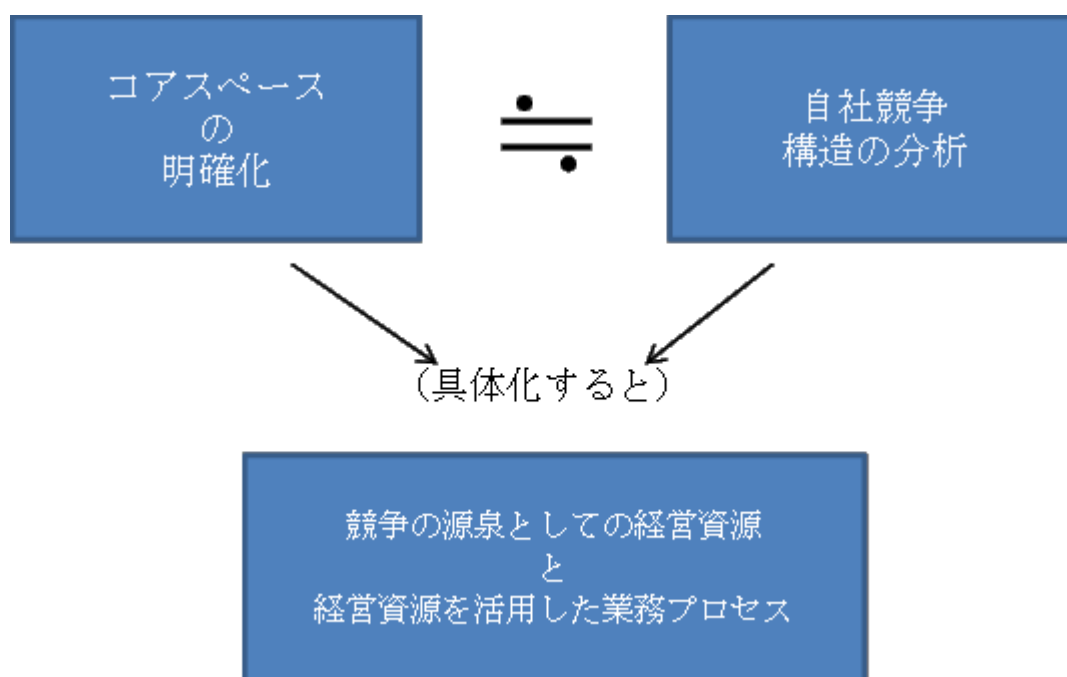 コアスペース
の
明確化
≒
自社競争
構造の分析
（具体化すると）
競争の源泉としての経営資源
と
経営資源を活用した業務プロセス